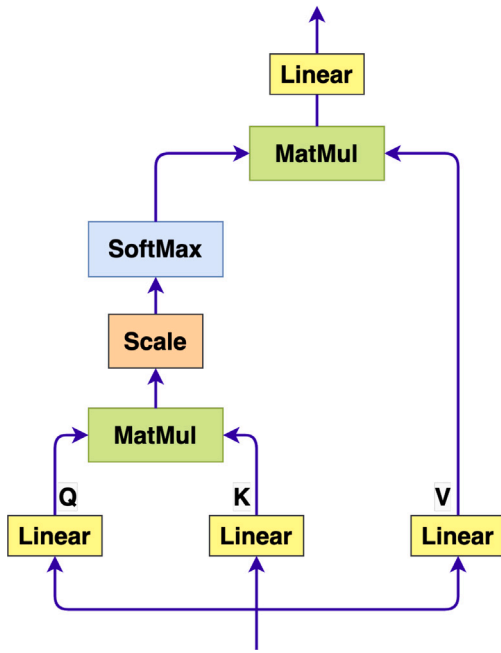 Linear
MatMul
SoftMax
Scale
MatMul
Q
K
V
Linear
Linear
Linear